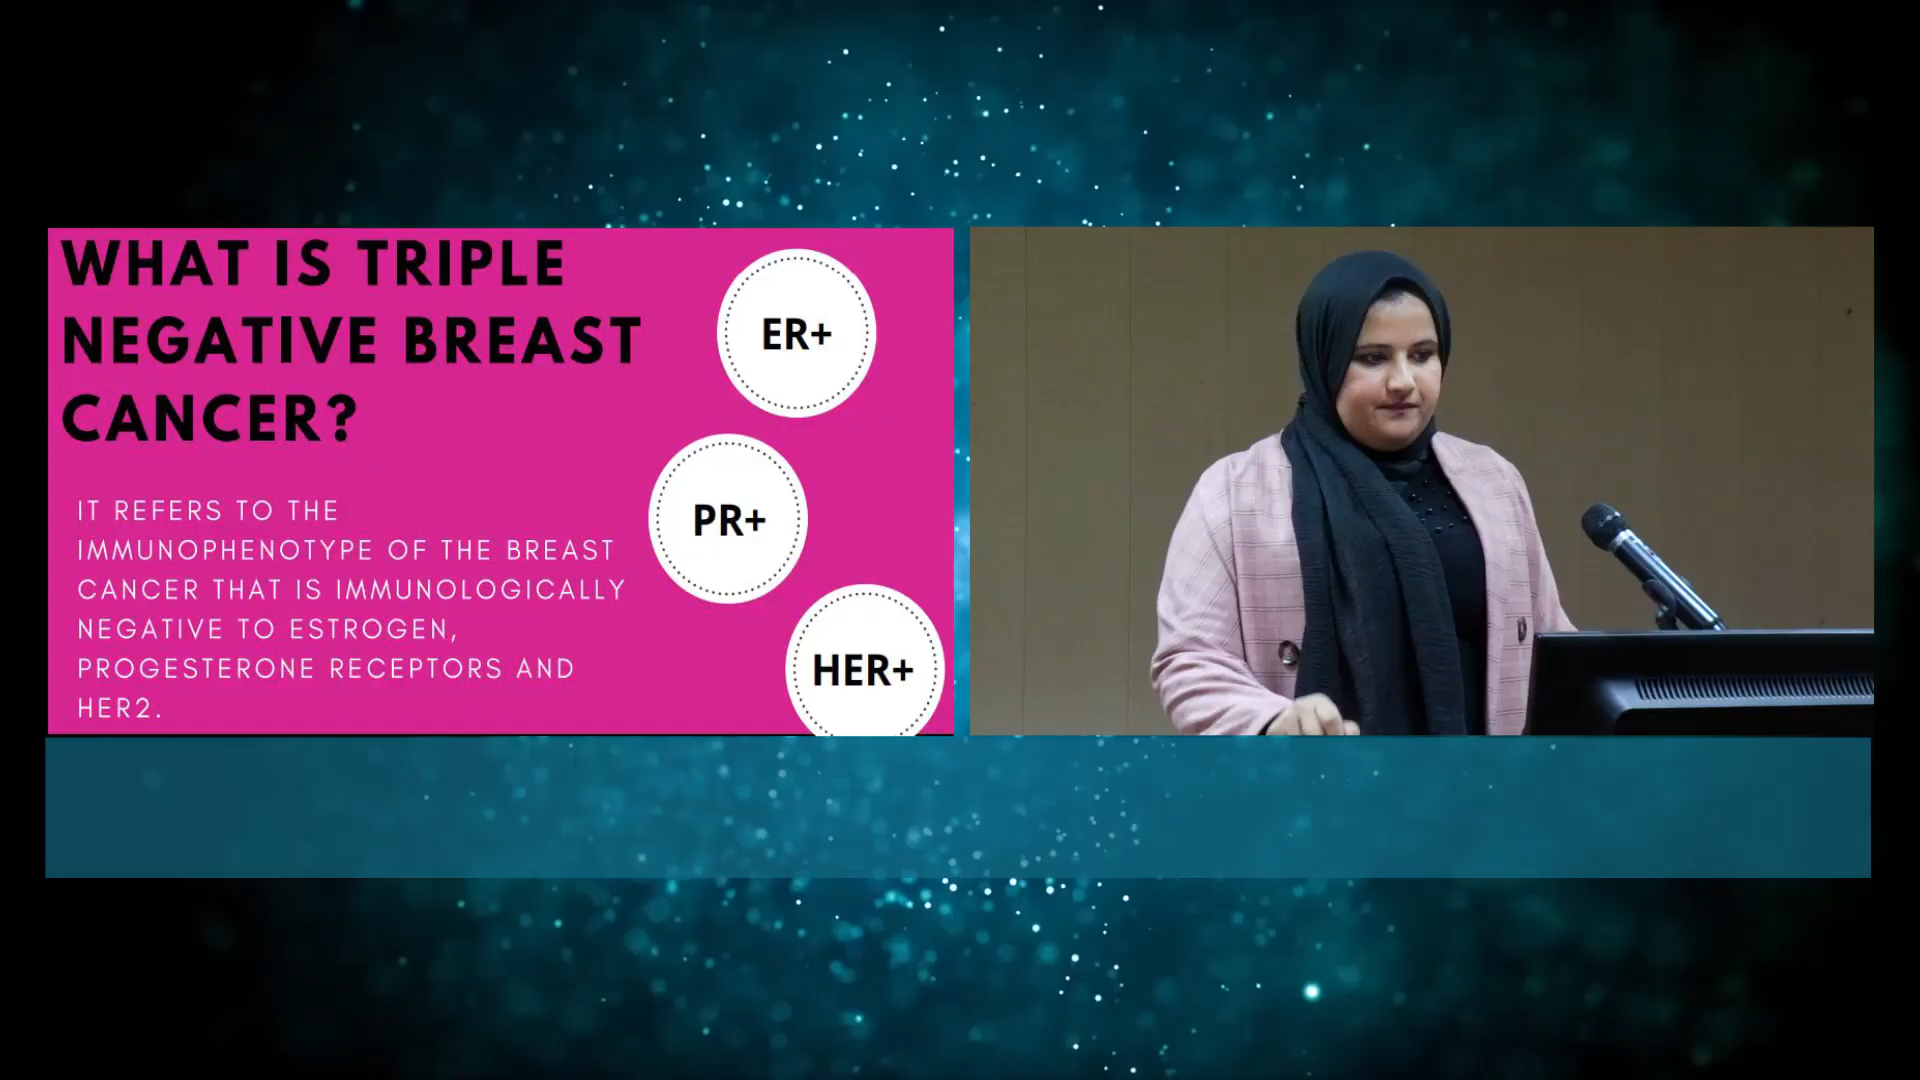 WHAT IS TRIPLE
NEGATIVE BREAST
CANCER?
IT REFERS TO THE
IMMUNOPHENOTYPE OF THE BREAST
CANCER THAT IS IMMUNOLOGICALLY
NEGATIVE TO ESTROGEN,
PROGESTERONE RECEPTORS AND
HER2.
ER+
PR+
HER+